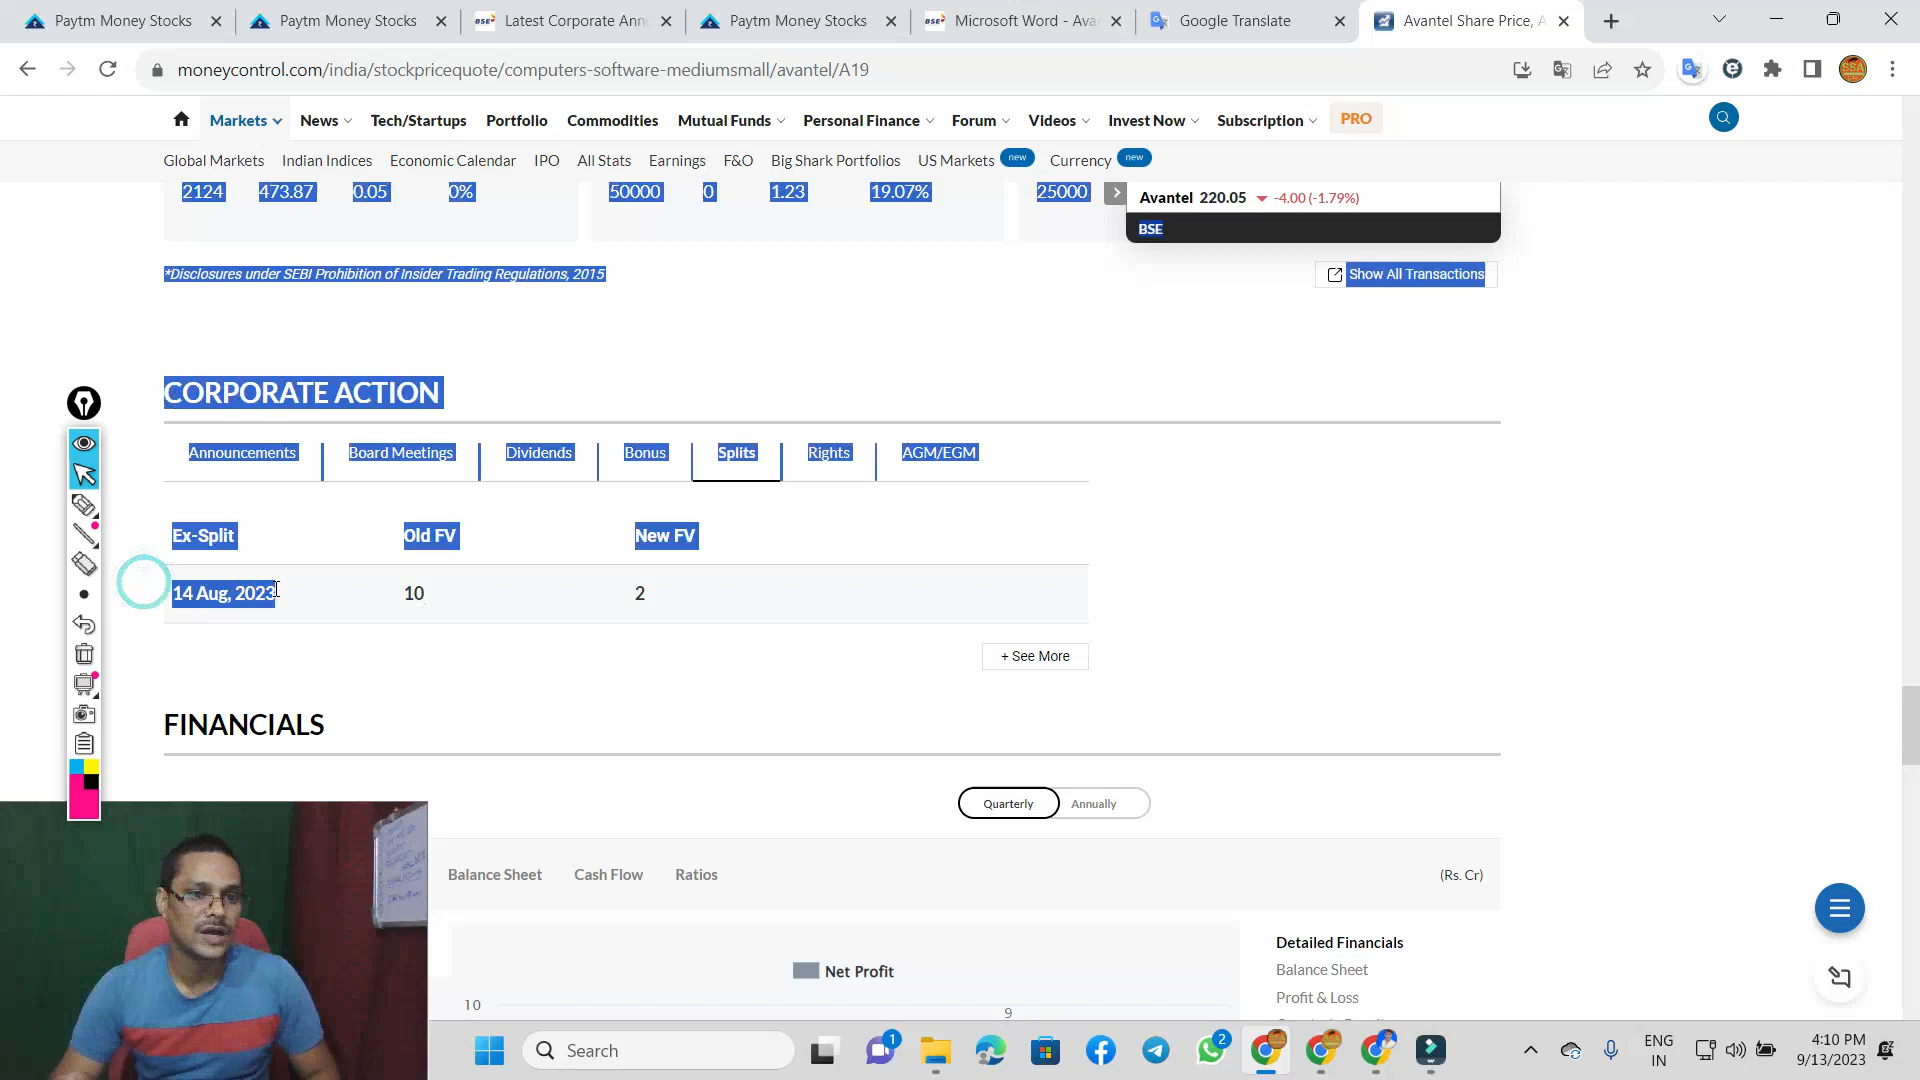 Paytm Money Stocks
Paytm Money Stocks
Latest Corporate Ann
Paytm Money Stocks
Microsoft Word - Ava
Google Translate
Avantel Share Price, A
moneycontrol.com/india/stockpricequote/computers-software-mediumsmall/avantel/A19
Markets News Tech/Startups Portfolio Commodities Mutual Funds Personal Finance Forum Videos Invest Now Subscription PRO
Global Markets Indian Indices Economic Calendar IPO All Stats Earnings F&O Big Shark Portfolios US Markets new Currency new
2124 473.87 0.05 0% 50000 0 1.23 19.07% 25000
Avantel 220.05 -4.00 (-1.79%)
BSE
*Disclosures under SEBI Prohibition of Insider Trading Regulations, 2015
Show All Transactions
CORPORATE ACTION
Announcements Board Meetings Dividends Bonus Splits Rights AGM/EGM
Ex-Split Old FV New FV
14 Aug, 2023 10 2
+ See More
FINANCIALS
Quarterly Annually
Balance Sheet Cash Flow Ratios (Rs. Cr)
Detailed Financials
Net Profit
Balance Sheet
Profit & Loss
10
9
Search
1
2
ENG
IN
4:10 PM
9/13/2023